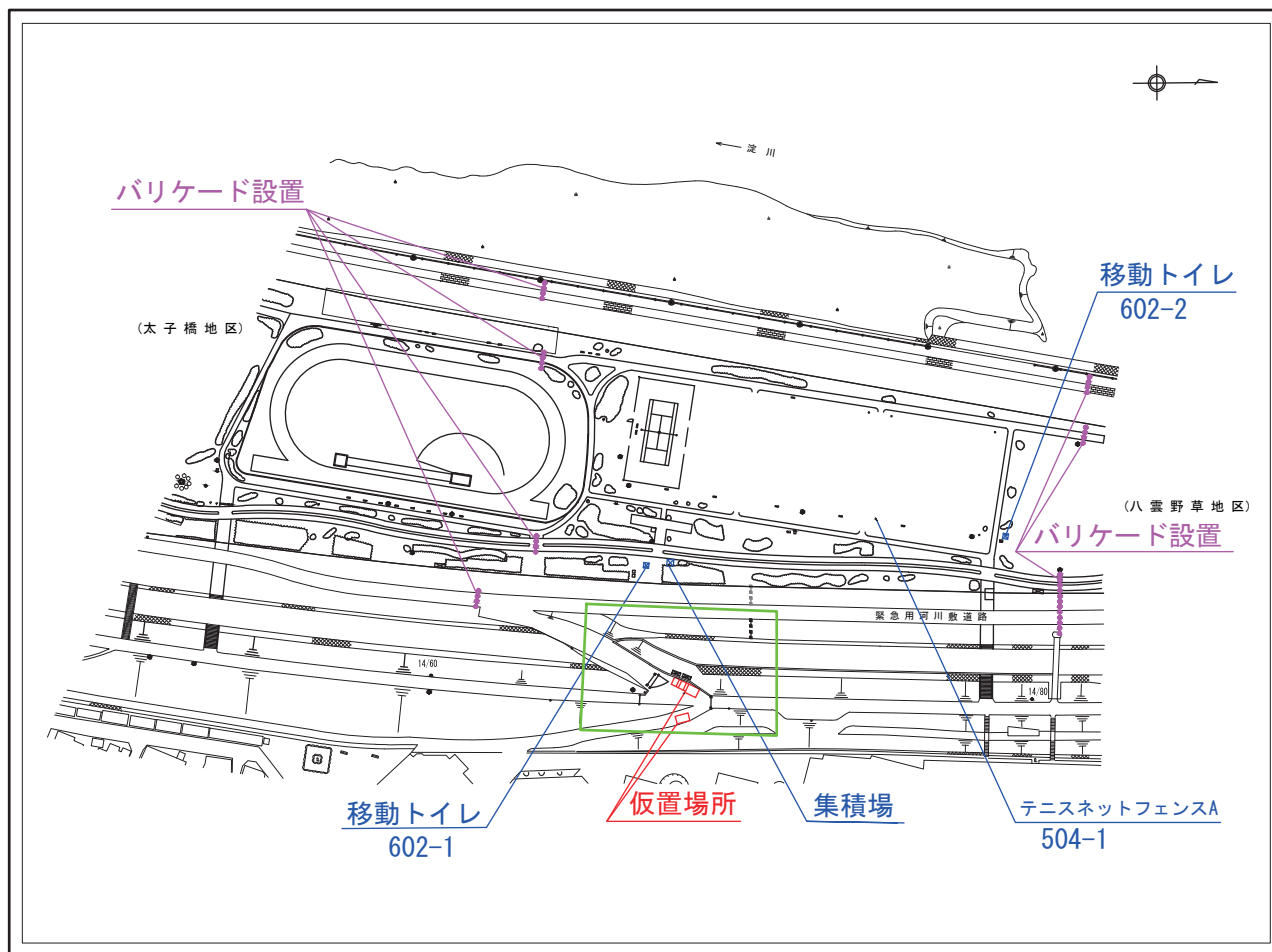 淀川
バリケード設置
移動トイレ
602-2
(太子橋地区)
(八雲野草地区)
バリケード設置
緊急用河川敷道路
14/60
14/80
移動トイレ
602-1
仮置場所
集積場
テニスネットフェンスA
504-1